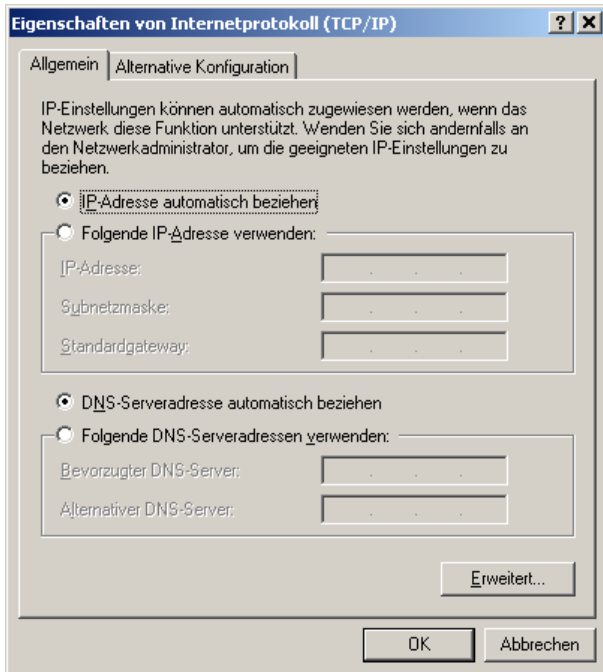 Eigenschaften von Internetprotokoll (TCP/IP)
Allgemein
Alternative Konfiguration
IP-Einstellungen können automatisch zugewiesen werden, wenn das
Netzwerk diese Funktion unterstützt. Wenden Sie sich andernfalls an
den Netzwerkadministrator, um die geeigneten IP-Einstellungen zu
beziehen.
IP-Adresse automatisch beziehen
Folgende IP-Adresse verwenden:
IP-Adresse:
Subnetzmaske:
Standardgateway:
DNS-Serveradresse automatisch beziehen
Folgende DNS-Serveradressen verwenden:
Bevorzugter DNS-Server:
Alternativer DNS-Server:
Erweitert...
OK
Abbrechen